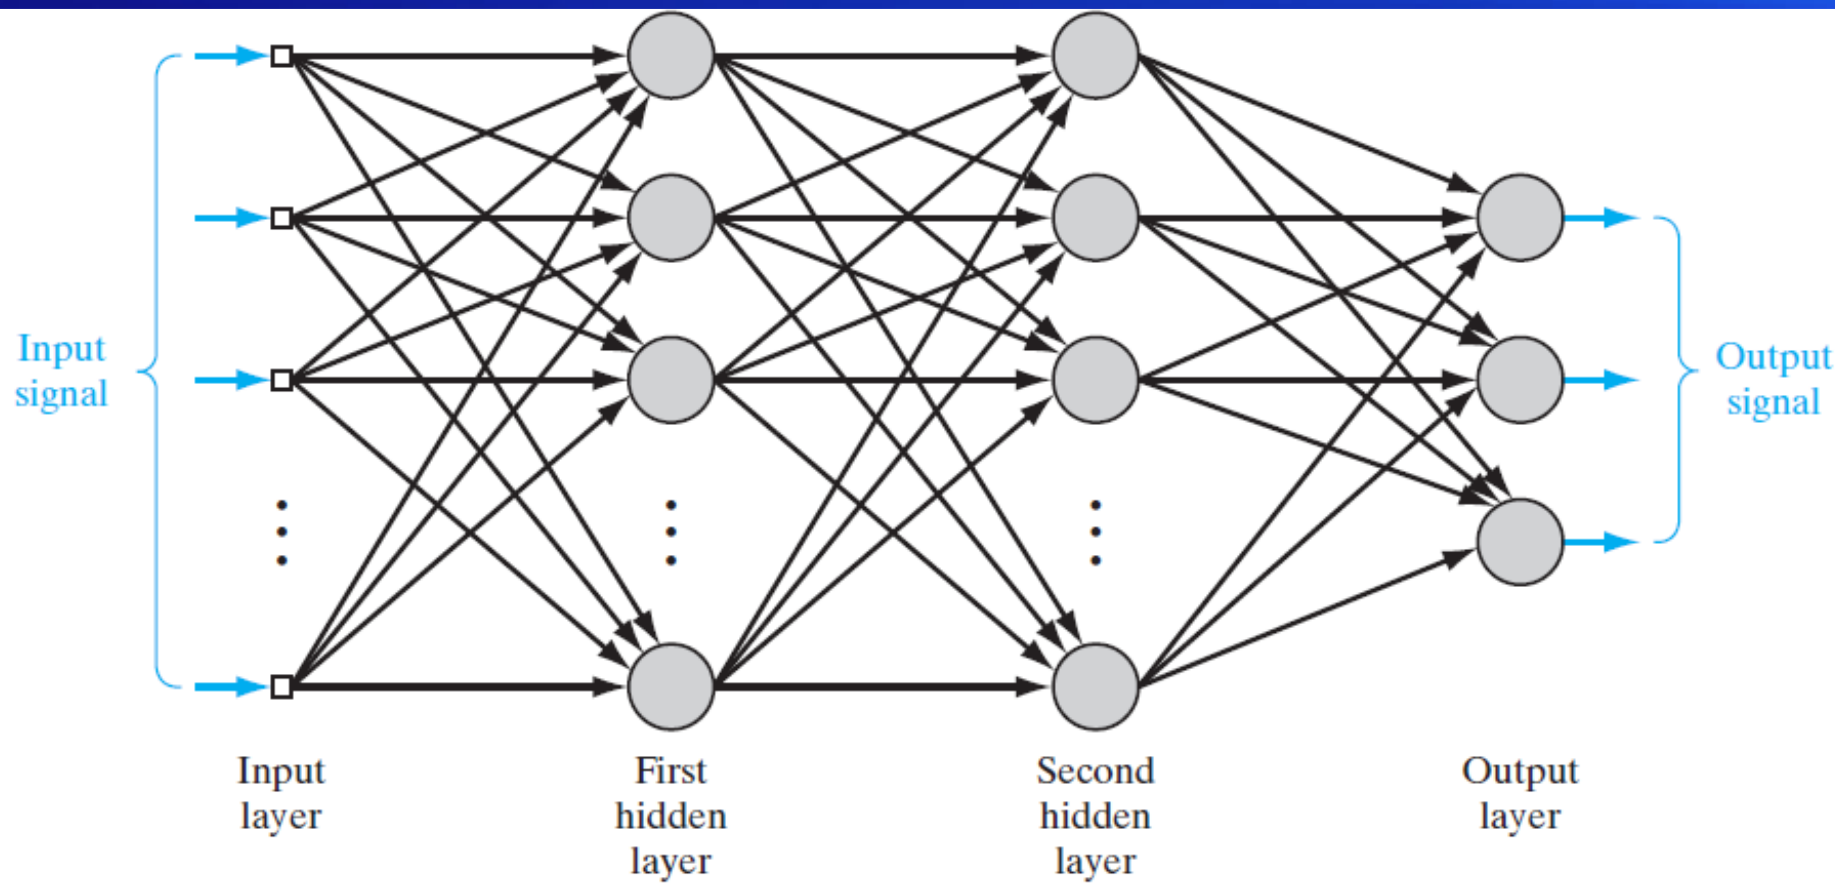 Input
signal
Output
signal
Input
layer
First
hidden
layer
Second
hidden
layer
Output
layer